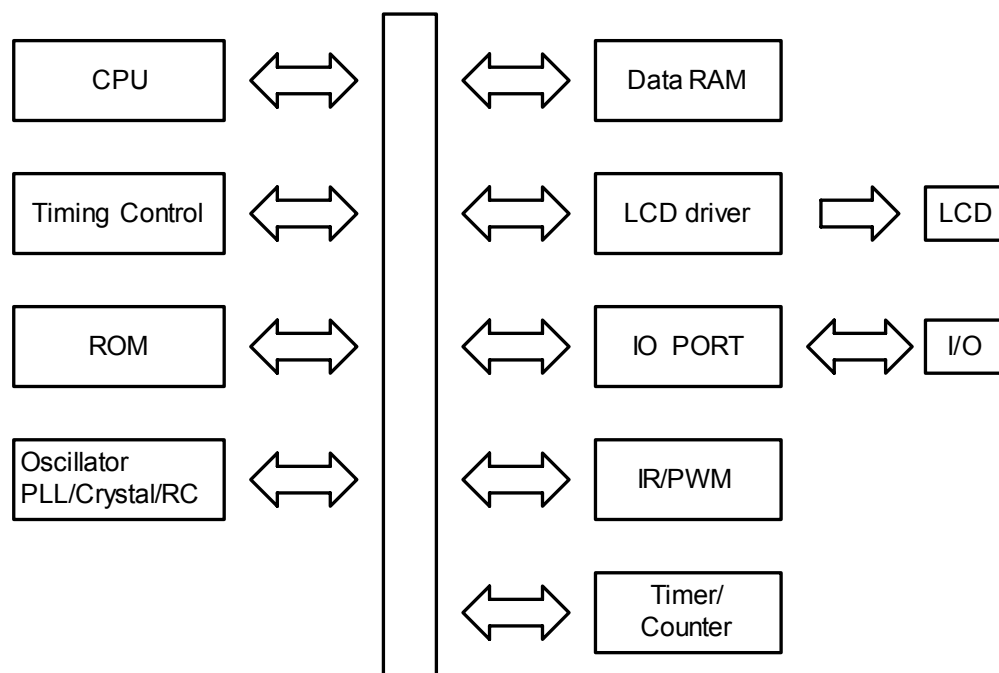 CPU
Data RAM
Timing Control
LCD driver
LCD
ROM
IO PORT
I/O
Oscillator
PLL/Crystal/RC
IR/PWM
Timer/
Counter